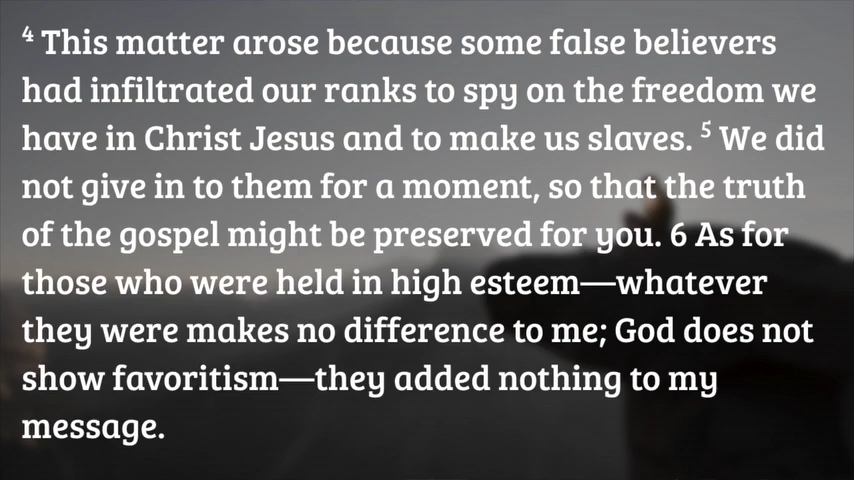 ⁴ This matter arose because some false believers
had infiltrated our ranks to spy on the freedom we
have in Christ Jesus and to make us slaves. ⁵ We did
not give in to them for a moment, so that the truth
of the gospel might be preserved for you. 6 As for
those who were held in high esteem—whatever
they were makes no difference to me; God does not
show favoritism—they added nothing to my
message.